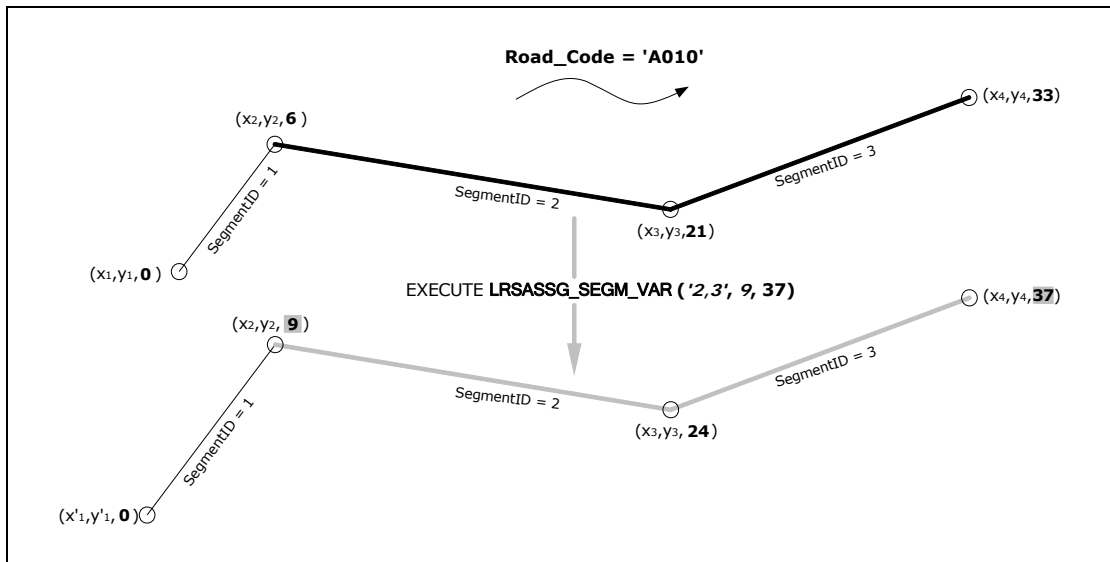 Road_Code = 'A010'
(x4,y4,33)
(x2,y2,6)
SegmentID = 1
SegmentID = 2
SegmentID = 3
(x3,y3,21)
(x1,y1,0)
EXECUTE LRSASSG_SEGM_VAR ('2,3', 9, 37)
(x4,y4,37)
(x2,y2, 9)
SegmentID = 1
SegmentID = 2
SegmentID = 3
(x3,y3, 24)
(x'1,y'1, 0)